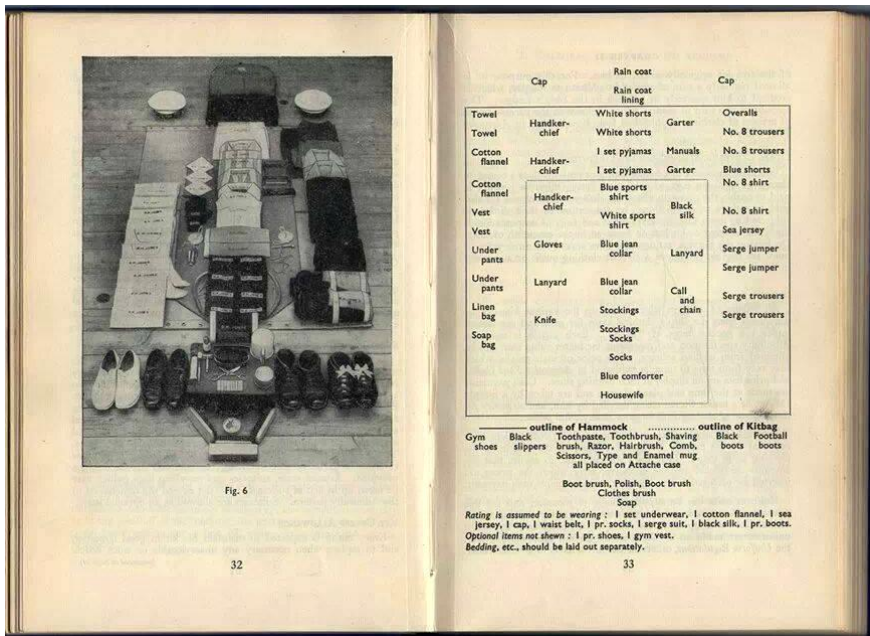 Fig. 6
32
Rain coat
Cap Cap
Rain coat
lining
Towel White shorts Overalls
Handker-
chief
Garter
Towel White shorts No. 8 trousers
Cotton
flannel
1 set pyjamas Manuals No. 8 trousers
Handker-
chief
1 set pyjamas Garter Blue shorts
Cotton
flannel
Blue sports
shirt
No. 8 shirt
Handker-
chief
Black
silk
Vest White sports
shirt
No. 8 shirt
Vest Sea jersey
Under
pants
Gloves Blue jean
collar
Lanyard Serge jumper
Serge jumper
Under
pants
Lanyard Blue jean
collar
Call
and
chain
Serge trousers
Linen
bag
Stockings Serge trousers
Knife
Stockings
Soap
bag
Socks
Socks
Blue comforter
Housewife
outline of Hammock outline of Kitbag
Gym
shoes
Black
slippers
Toothpaste, Toothbrush, Shaving
brush, Razor, Hairbrush, Comb,
Scissors, Type and Enamel mug
all placed on Attache case
Black
boots
Football
boots
Boot brush, Polish, Boot brush
Clothes brush
Soap
Rating is assumed to be wearing : 1 set underwear, 1 cotton flannel, 1 sea
jersey, 1 cap, 1 waist belt, 1 pr. socks, 1 serge suit, 1 black silk, 1 pr. boots.
Optional items not shewn : 1 pr. shoes, 1 gym vest.
Bedding, etc., should be laid out separately.
33